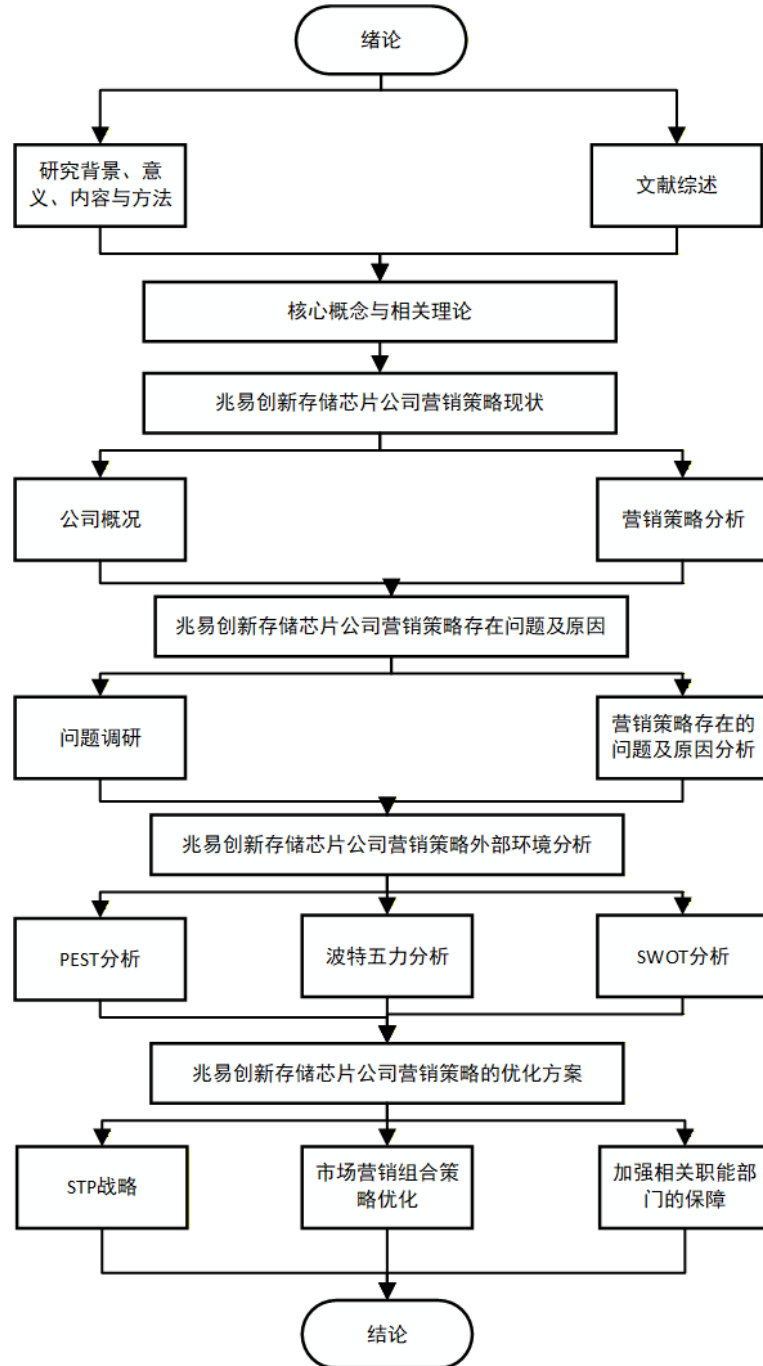 绪论
研究背景、意
义、内容与方法
文献综述
核心概念与相关理论
兆易创新存储芯片公司营销策略现状
公司概况
营销策略分析
兆易创新存储芯片公司营销策略存在问题及原因
问题调研
营销策略存在的
问题及原因分析
兆易创新存储芯片公司营销策略外部环境分析
PEST分析
波特五力分析
SWOT分析
兆易创新存储芯片公司营销策略的优化方案
STP战略
市场营销组合策
略优化
加强相关职能部
门的保障
结论